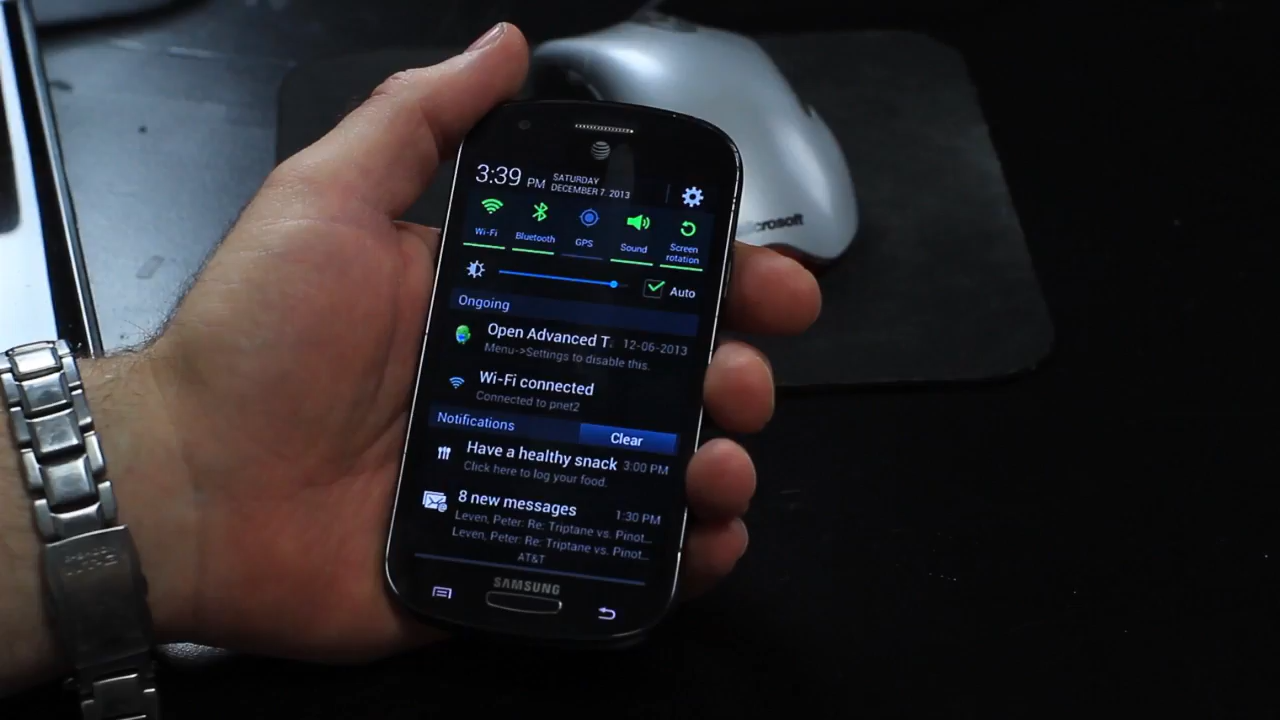 3:39 PM SATURDAY
DECEMBER 7, 2013
Wi-Fi
Bluetooth
GPS
Sound
Screen
rotation
Auto
Ongoing
Open Advanced T. 12-06-2013
Menu->Settings to disable this.
Wi-Fi connected
Connected to pnet2
Notifications
Clear
Have a healthy snack 3:00 PM
Click here to log your food.
8 new messages 1:30 PM
Leven, Peter: Re: Triptane vs. Pinot...
Leven, Peter: Re: Triptane vs. Pinot...
AT&T
SAMSUNG
crosoft